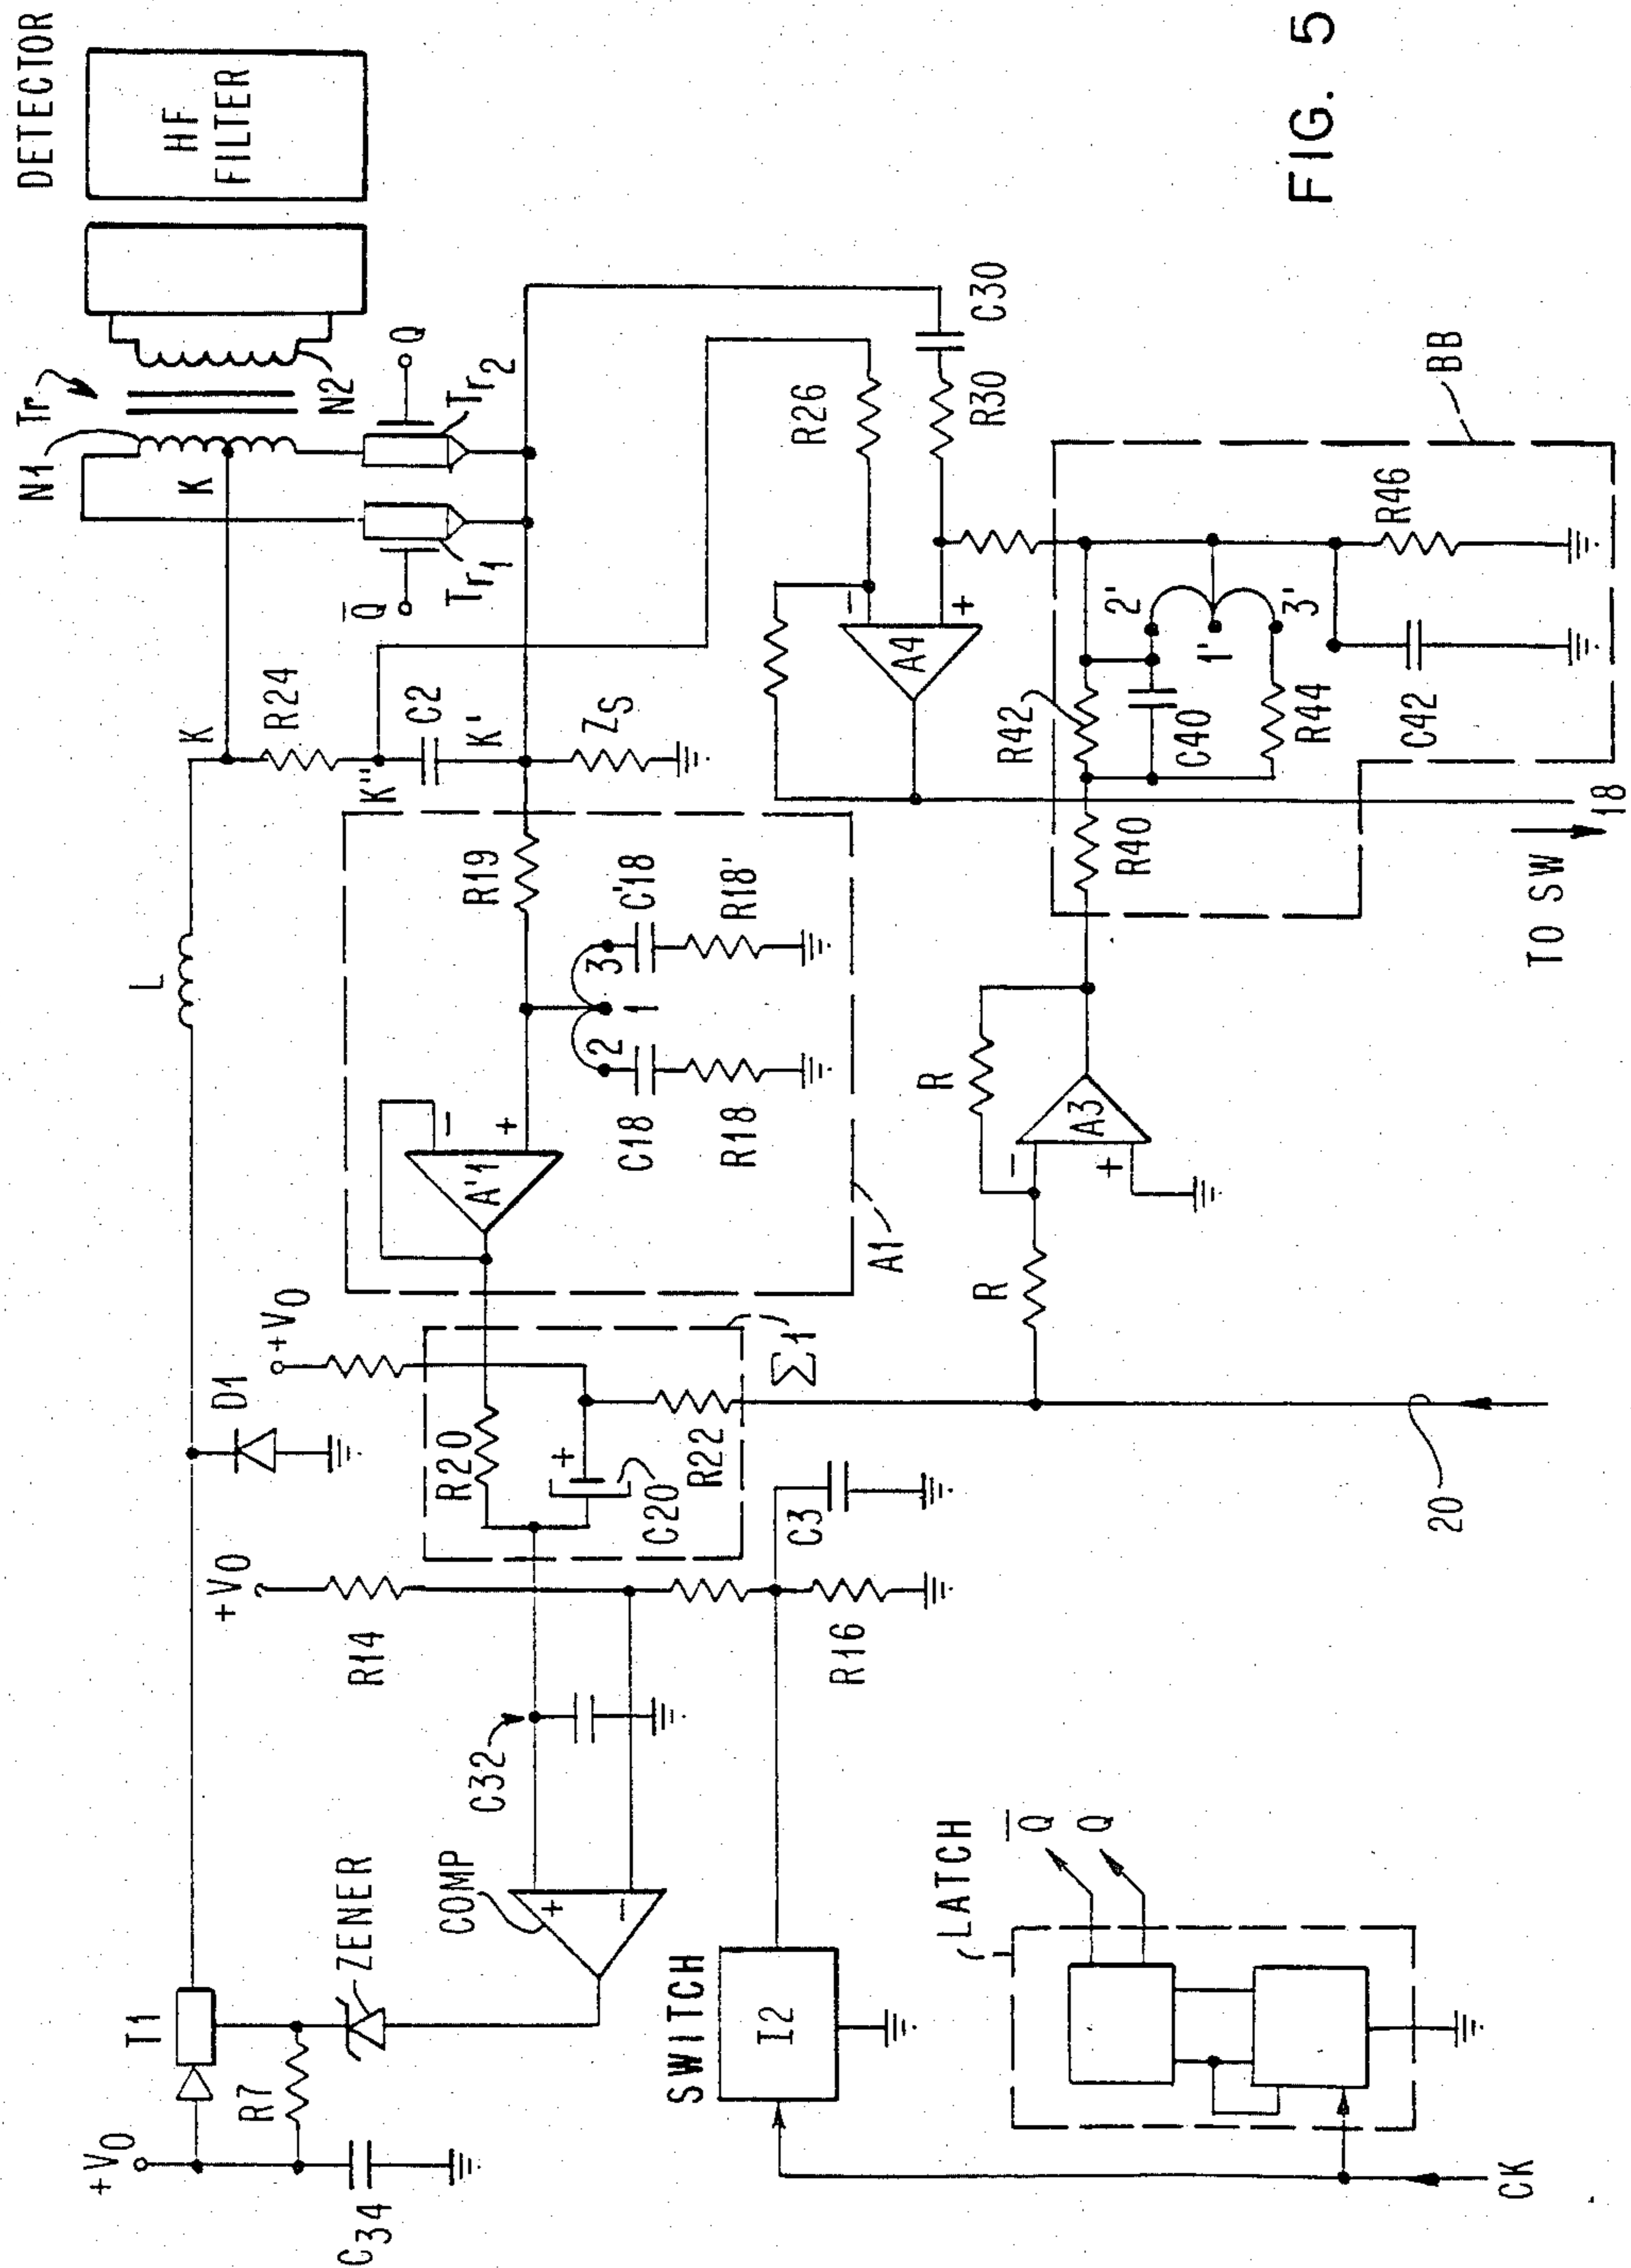 DETECTOR
HF
FILTER
N1
Tr
N2
K
Q̅
Q
Tr1
Tr2
+V0
T1
R7
C34
ZENER
COMP
D1
L
K
R24
K''
C2
K'
ZS
+V0
+V0
R14
C32
R20
+
C20
R22
Σ1
A'1
-
+
R19
2
1
3
C18
C'18
R18
R18'
A1
+
-
SWITCH
I2
C3
R16
R26
R30
C30
A4
-
+
LATCH
Q̅
Q
CK
20
R
R
A3
-
+
R40
R42
C40
R44
2'
1'
3'
C42
R46
BB
TO SW
18
FIG. 5